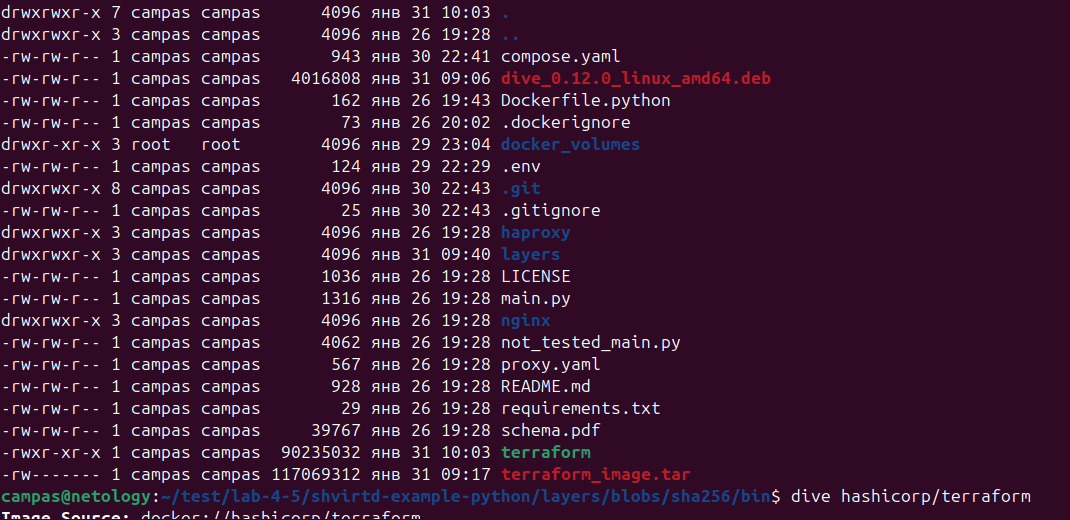 drwxrwxr-x 7 campas campas      4096 янв 31 10:03 .
drwxrwxr-x 3 campas campas      4096 янв 26 19:28 ..
-rw-rw-r-- 1 campas campas       943 янв 30 22:41 compose.yaml
-rw-rw-r-- 1 campas campas   4016808 янв 31 09:06 dive_0.12.0_linux_amd64.deb
-rw-rw-r-- 1 campas campas       162 янв 26 19:43 Dockerfile.python
-rw-rw-r-- 1 campas campas        73 янв 26 20:02 .dockerignore
drwxr-xr-x 3 root   root        4096 янв 29 23:04 docker_volumes
-rw-rw-r-- 1 campas campas       124 янв 29 22:29 .env
drwxrwxr-x 8 campas campas      4096 янв 30 22:43 .git
-rw-rw-r-- 1 campas campas        25 янв 30 22:43 .gitignore
drwxrwxr-x 3 campas campas      4096 янв 26 19:28 haproxy
drwxrwxr-x 3 campas campas      4096 янв 31 09:40 layers
-rw-rw-r-- 1 campas campas      1036 янв 26 19:28 LICENSE
-rw-rw-r-- 1 campas campas      1316 янв 26 19:28 main.py
drwxrwxr-x 3 campas campas      4096 янв 26 19:28 nginx
-rw-rw-r-- 1 campas campas      4062 янв 26 19:28 not_tested_main.py
-rw-rw-r-- 1 campas campas       567 янв 26 19:28 proxy.yaml
-rw-rw-r-- 1 campas campas       928 янв 26 19:28 README.md
-rw-rw-r-- 1 campas campas        29 янв 26 19:28 requirements.txt
-rw-rw-r-- 1 campas campas     39767 янв 26 19:28 schema.pdf
-rwxr-xr-x 1 campas campas  90235032 янв 31 10:03 terraform
-rw------- 1 campas campas 117069312 янв 31 09:17 terraform_image.tar
campas@netology:~/test/lab-4-5/shvirtd-example-python/layers/blobs/sha256/bin$ dive hashicorp/terraform
Image Source: docker://hashicorp/terraform